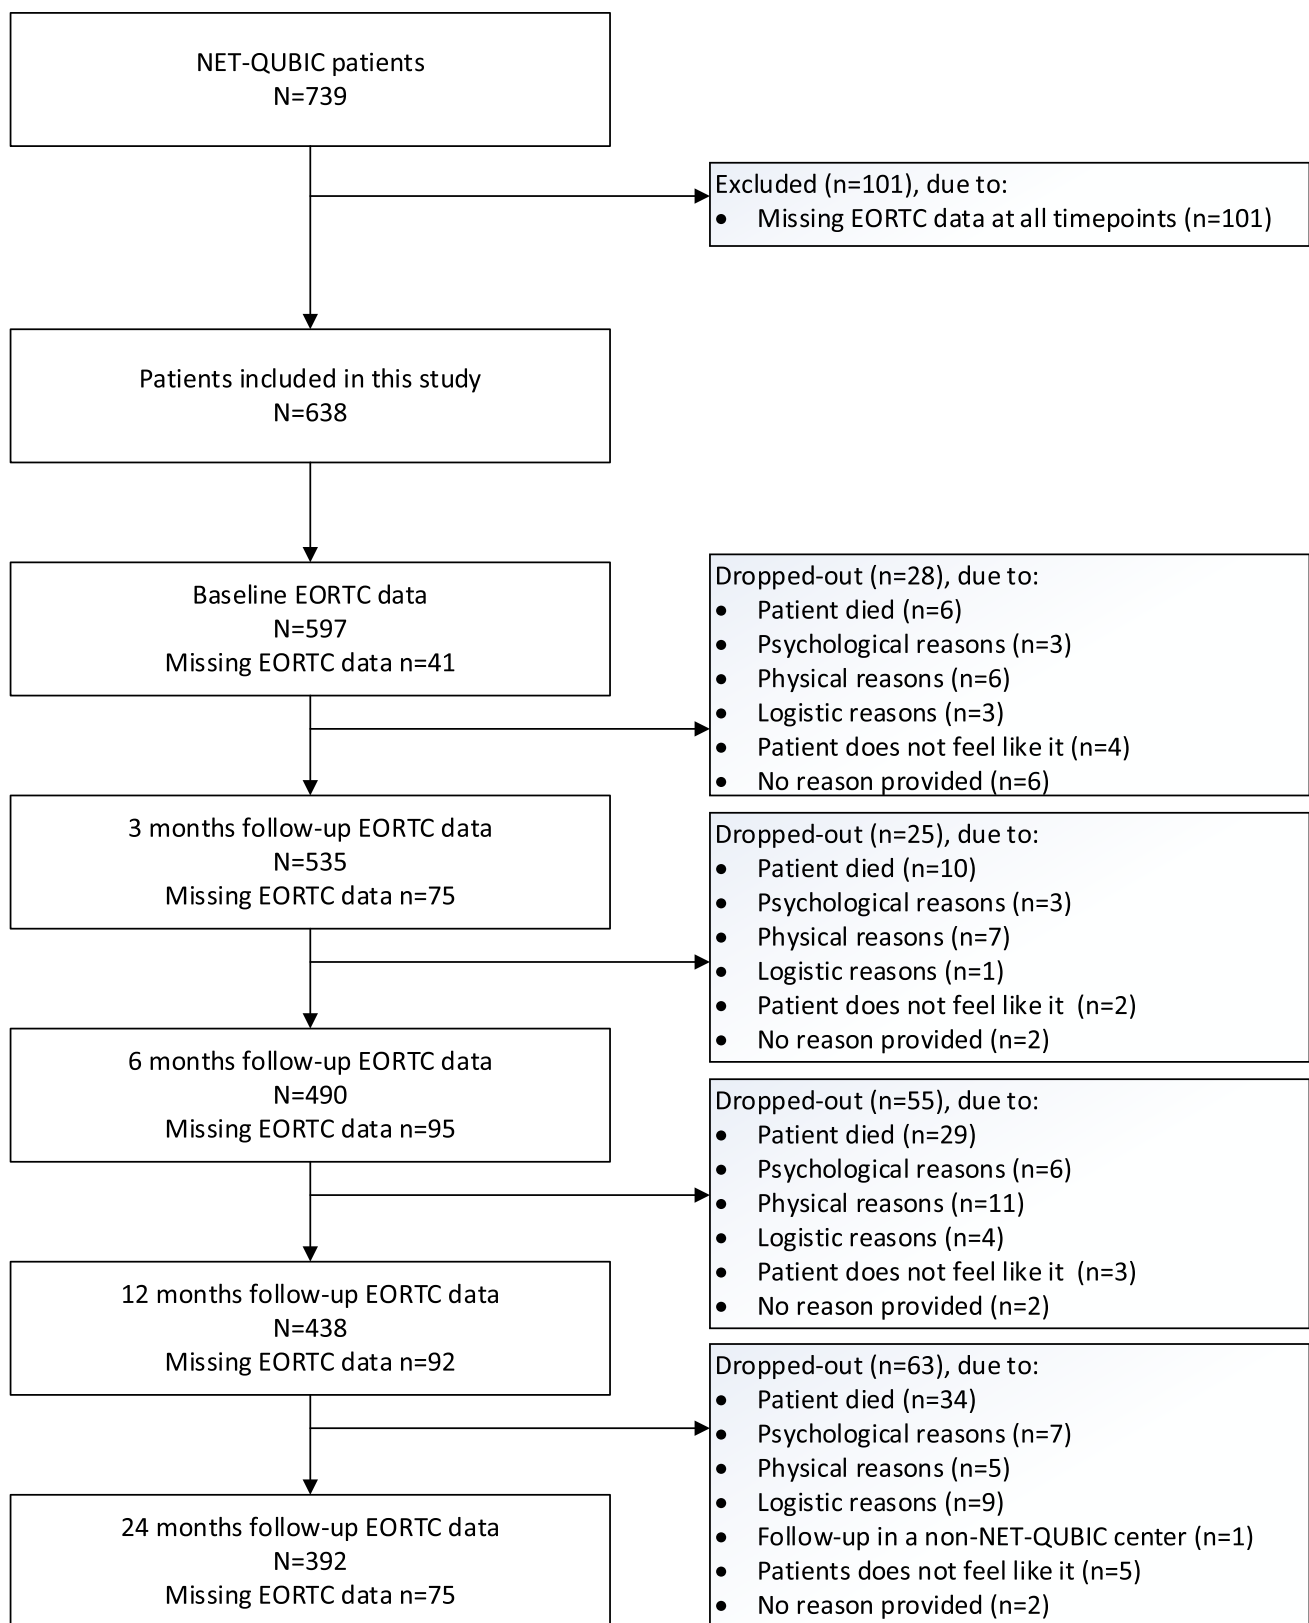 NET-QUBIC patients
N=739
Excluded (n=101), due to:
• Missing EORTC data at all timepoints (n=101)
Patients included in this study
N=638
Baseline EORTC data
N=597
Missing EORTC data n=41
Dropped-out (n=28), due to:
• Patient died (n=6)
• Psychological reasons (n=3)
• Physical reasons (n=6)
• Logistic reasons (n=3)
• Patient does not feel like it (n=4)
• No reason provided (n=6)
3 months follow-up EORTC data
N=535
Missing EORTC data n=75
Dropped-out (n=25), due to:
• Patient died (n=10)
• Psychological reasons (n=3)
• Physical reasons (n=7)
• Logistic reasons (n=1)
• Patient does not feel like it  (n=2)
• No reason provided (n=2)
6 months follow-up EORTC data
N=490
Missing EORTC data n=95
Dropped-out (n=55), due to:
• Patient died (n=29)
• Psychological reasons (n=6)
• Physical reasons (n=11)
• Logistic reasons (n=4)
• Patient does not feel like it  (n=3)
• No reason provided (n=2)
12 months follow-up EORTC data
N=438
Missing EORTC data n=92
Dropped-out (n=63), due to:
• Patient died (n=34)
• Psychological reasons (n=7)
• Physical reasons (n=5)
• Logistic reasons (n=9)
• Follow-up in a non-NET-QUBIC center (n=1)
• Patients does not feel like it (n=5)
• No reason provided (n=2)
24 months follow-up EORTC data
N=392
Missing EORTC data n=75